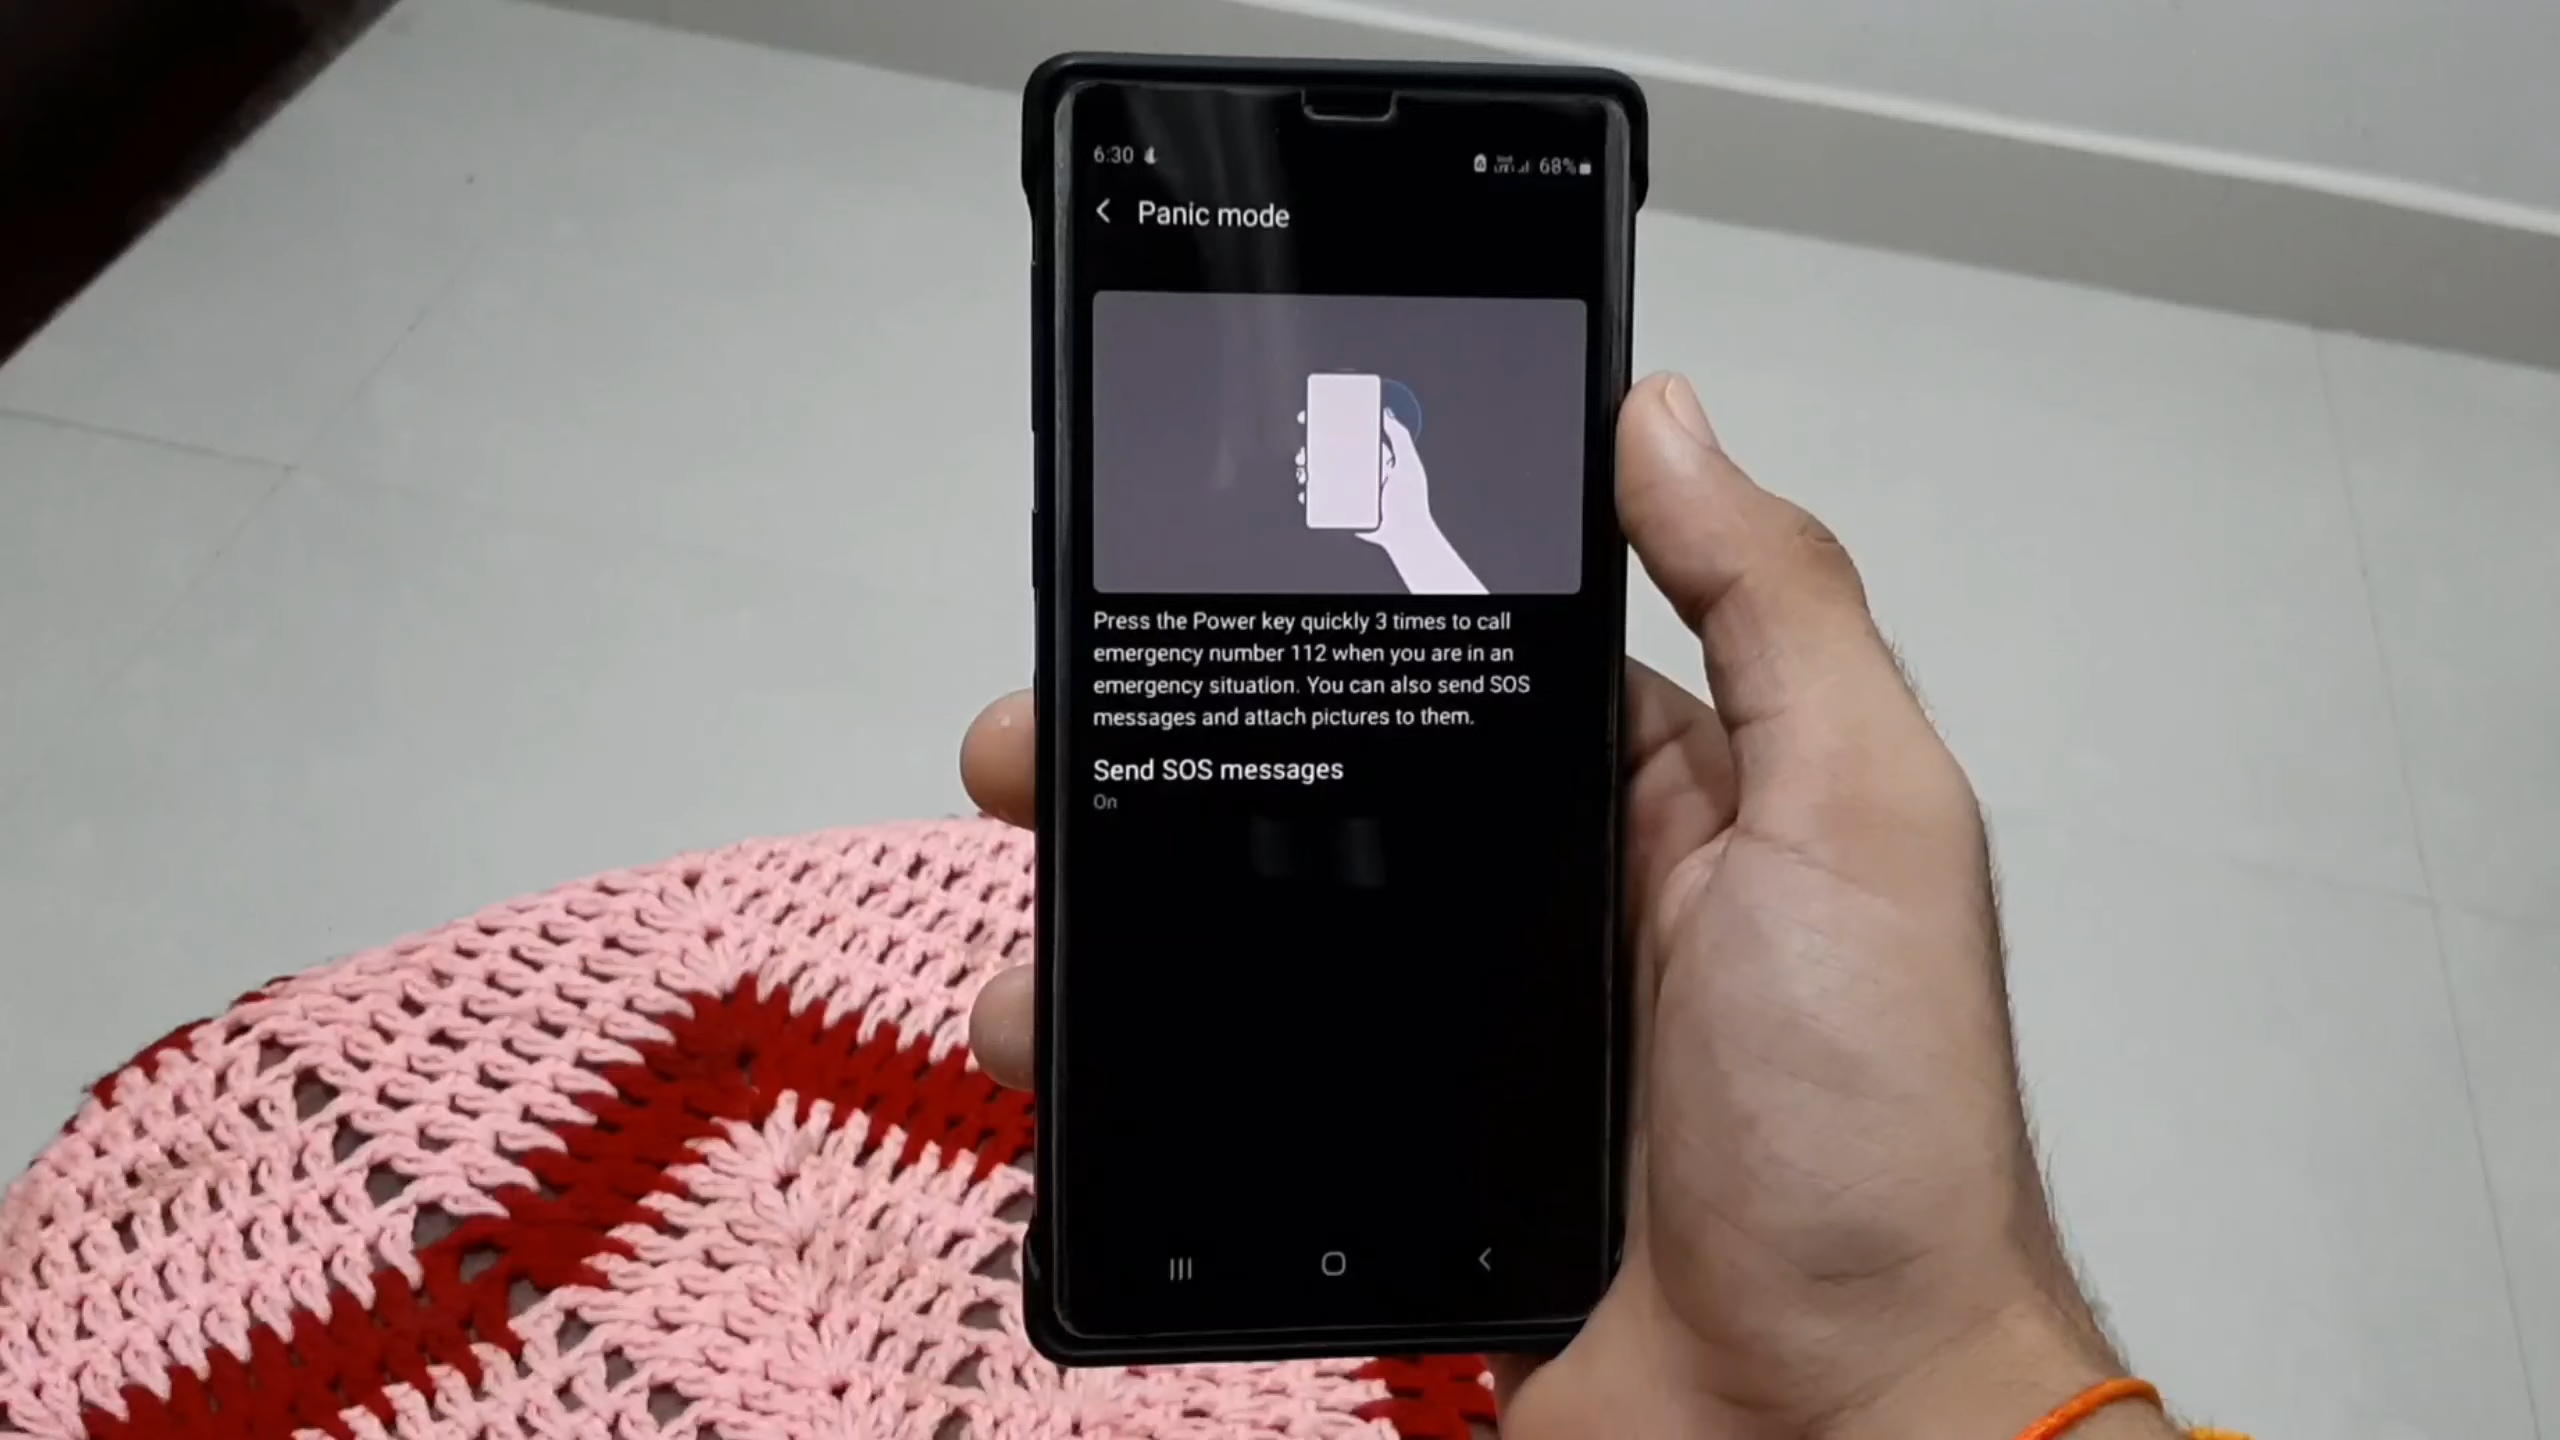 6:30
68%
Panic mode
Press the Power key quickly 3 times to call
emergency number 112 when you are in an
emergency situation. You can also send SOS
messages and attach pictures to them.
Send SOS messages
On